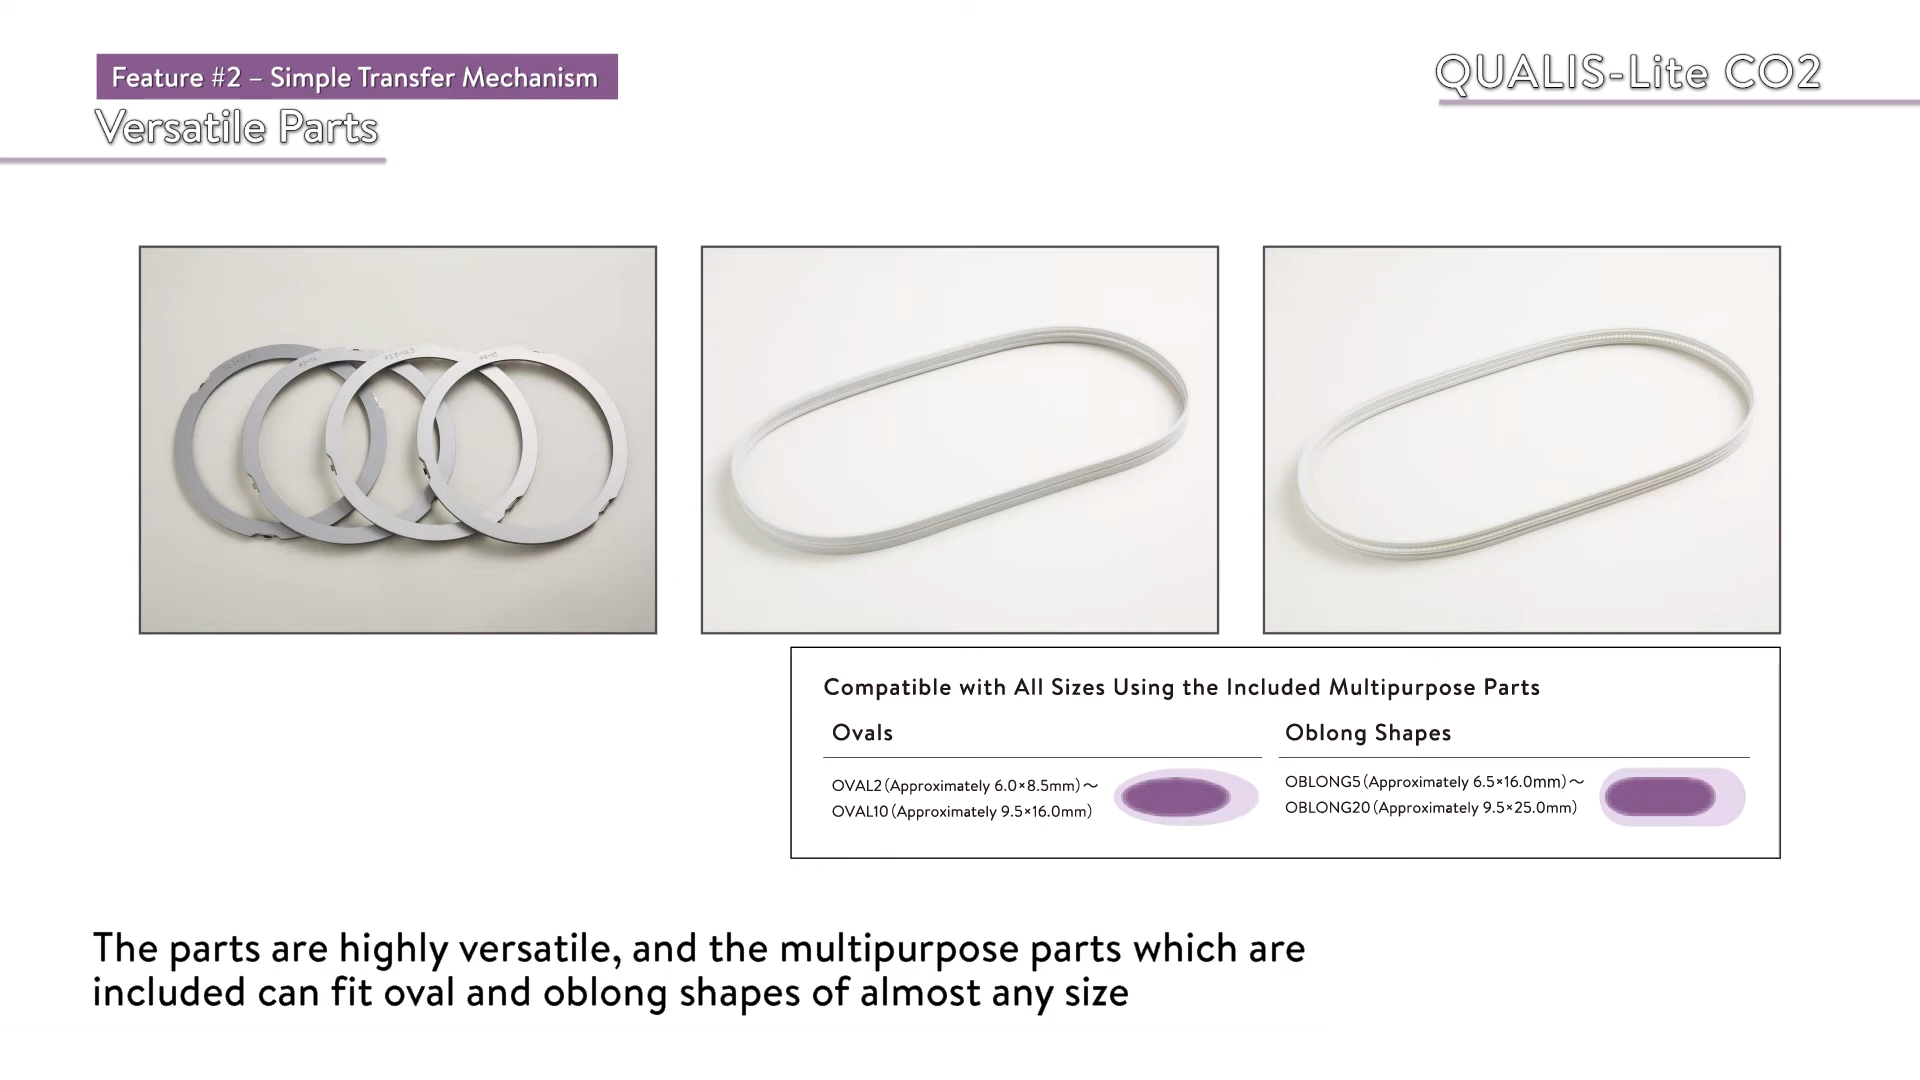 Feature #2 – Simple Transfer Mechanism
QUALIS-Lite CO2
Versatile Parts
Compatible with All Sizes Using the Included Multipurpose Parts
Ovals
OVAL2 (Approximately 6.0×8.5mm)～
OVAL10 (Approximately 9.5×16.0mm)
Oblong Shapes
OBLONG5 (Approximately 6.5×16.0mm)～
OBLONG20 (Approximately 9.5×25.0mm)
The parts are highly versatile, and the multipurpose parts which are
included can fit oval and oblong shapes of almost any size